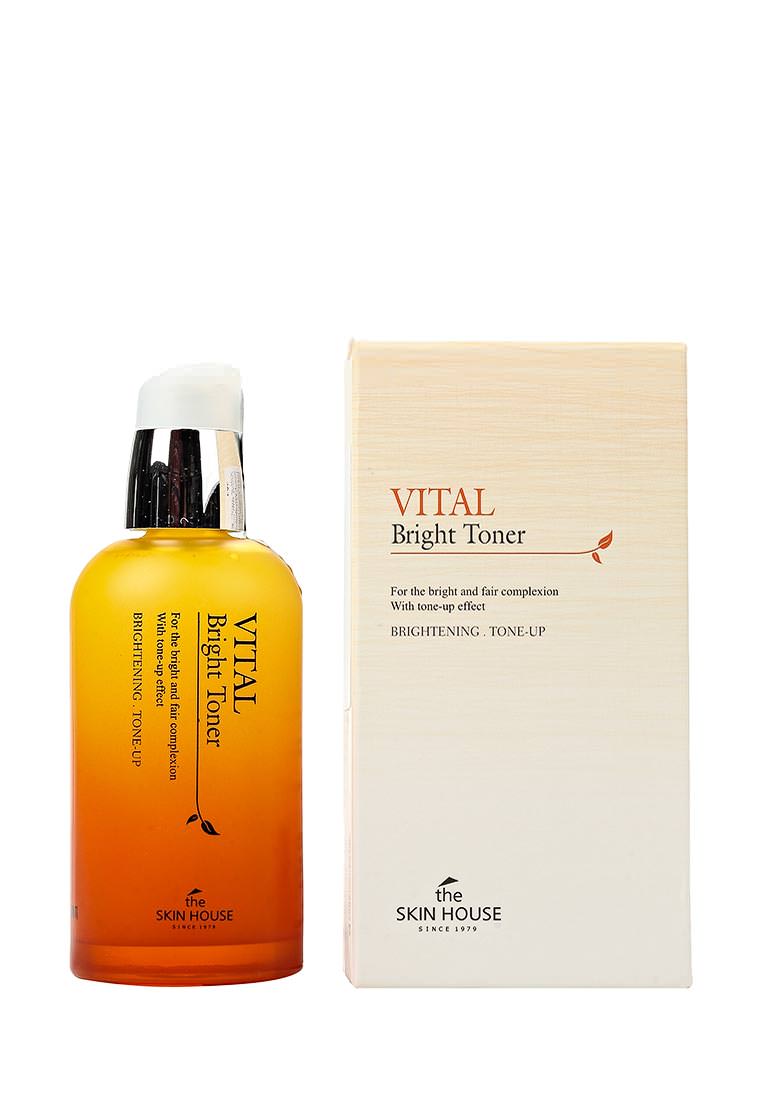 VITAL
Bright Toner
For the bright and fair complexion
With tone-up effect
BRIGHTENING . TONE-UP
the
SKIN HOUSE
SINCE 1979
VITAL
Bright Toner
For the bright and fair complexion
With tone-up effect
BRIGHTENING . TONE-UP
the
SKIN HOUSE
SINCE 1979